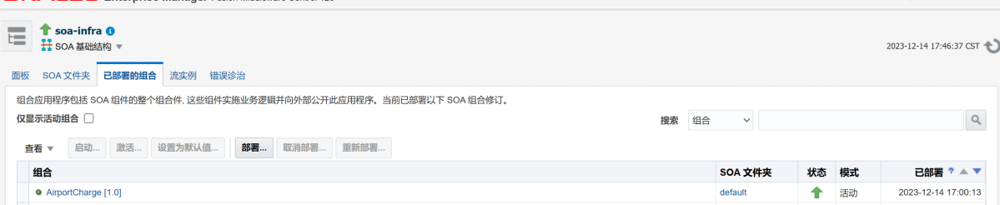 soa-infra
SOA 基础结构
2023-12-14 17:46:37 CST
面板 SOA 文件夹 已部署的组合 流实例 错误诊治
组合应用程序包括 SOA 组件的整个组合件, 这些组件实施业务逻辑并向外部公开此应用程序。当前已部署以下 SOA 组合修订。
仅显示活动组合
搜索 组合
查看 启动... 激活... 设置为默认值... 部署... 取消部署... 重新部署...
组合 SOA 文件夹 状态 模式 已部署 ?
AirportCharge [1.0] default 活动 2023-12-14 17:00:13